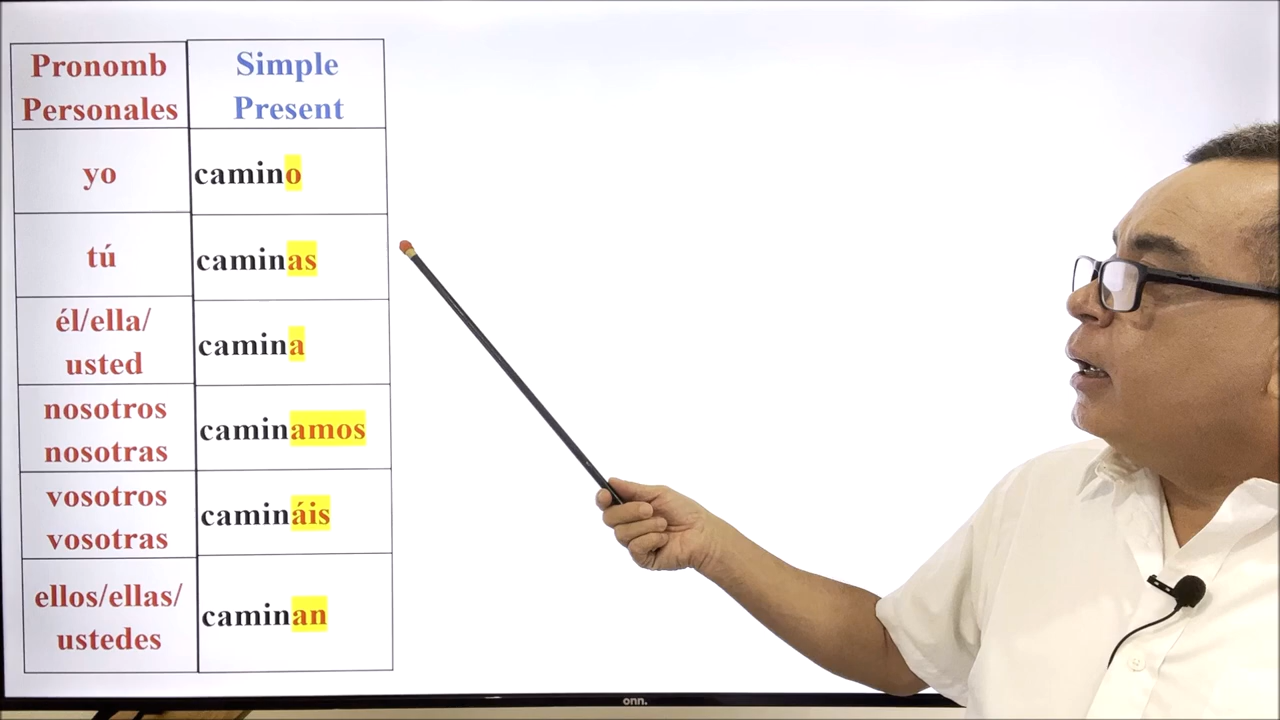 Pronomb
Personales
Simple
Present
yo
camino
tú
caminas
él/ella/
usted
camina
nosotros
nosotras
caminamos
vosotros
vosotras
camináis
ellos/ellas/
ustedes
caminan
onn.